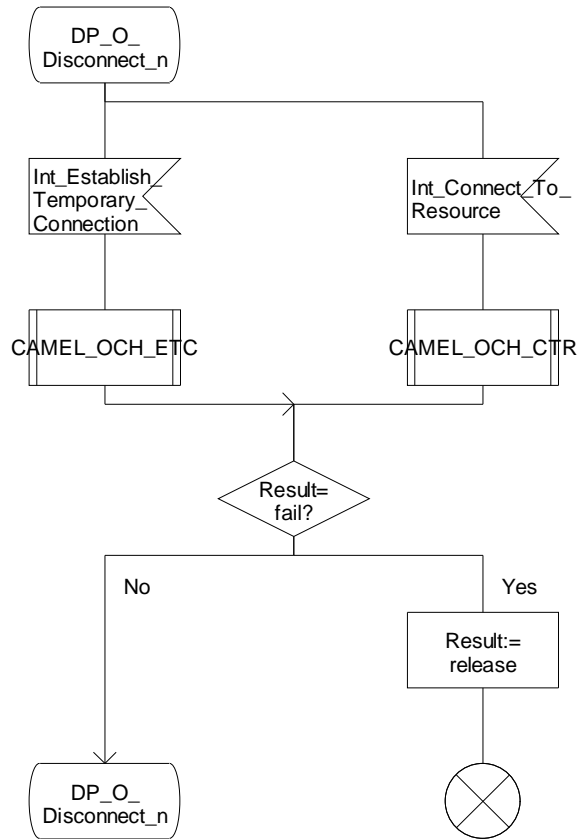 DP_O_
Disconnect_n
Int_Establish_
Temporary_
Connection
Int_Connect_To_
Resource
CAMEL_OCH_ETC
CAMEL_OCH_CTR
Result=
fail?
No
Yes
Result:=
release
DP_O_
Disconnect_n